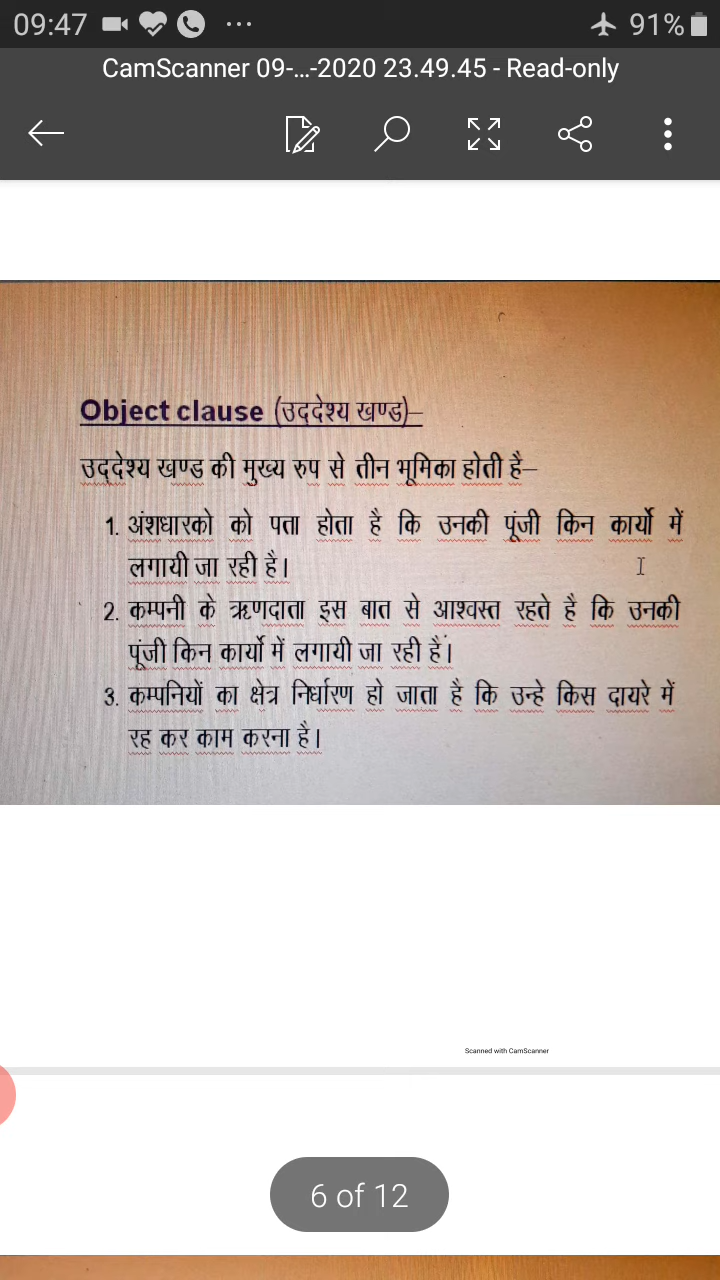 09:47 ... 91%
CamScanner 09-...-2020 23.49.45 - Read-only
Object clause (उद्देश्य खण्ड)–
उद्देश्य खण्ड की मुख्य रुप से तीन भूमिका होती है–
1. अंशधारको को पता होता है कि उनकी पूंजी किन कार्यो में
लगायी जा रही है।
2. कम्पनी के ऋणदाता इस बात से आश्वस्त रहते है कि उनकी
पूंजी किन कार्यो में लगायी जा रही हैं।
3. कम्पनियों का क्षेत्र निर्धारण हो जाता है कि उन्हे किस दायरे में
रह कर काम करना है।
Scanned with CamScanner
6 of 12